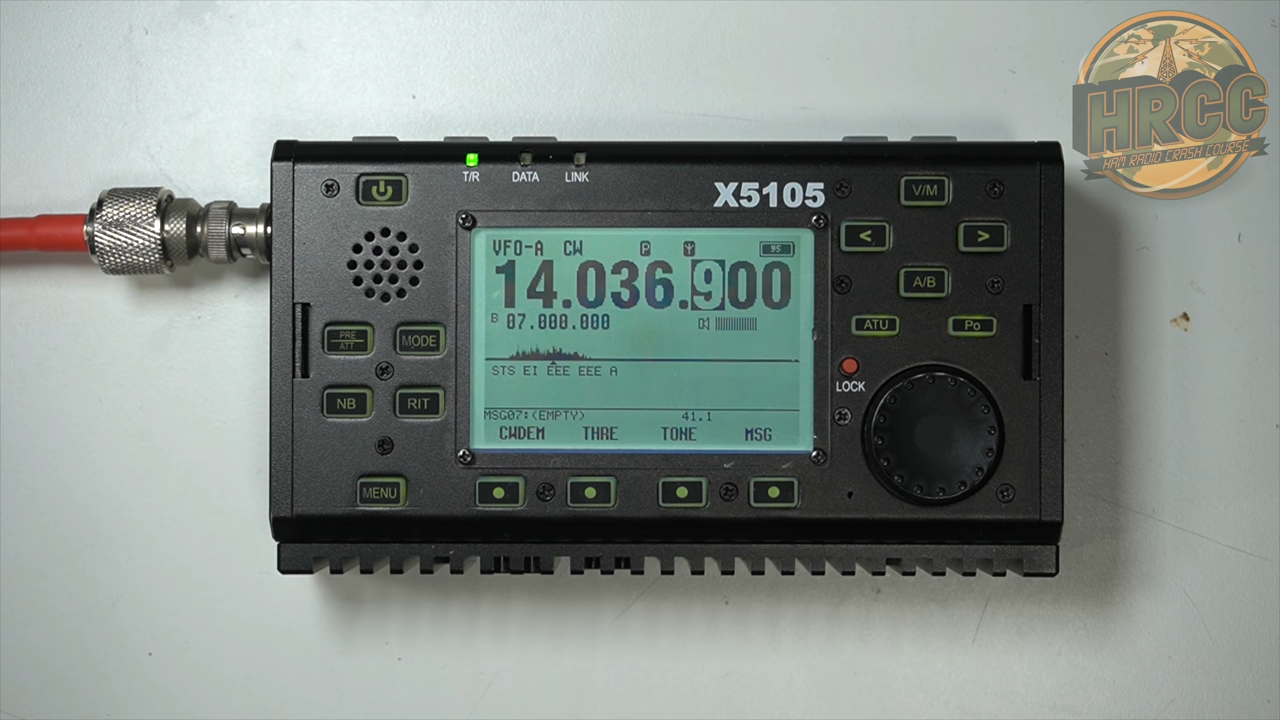 HRCC
HAM RADIO CRASH COURSE
T/R DATA LINK
X5105
V/M
< >
A/B
ATU Po
LOCK
PRE
ATT
MODE
NB RIT
MENU
VFO-A CW P 95
14.036.900
B 07.000.000
STS EI EEE EEE A
MSG07:(EMPTY) 41.1
CWDEM THRE TONE MSG